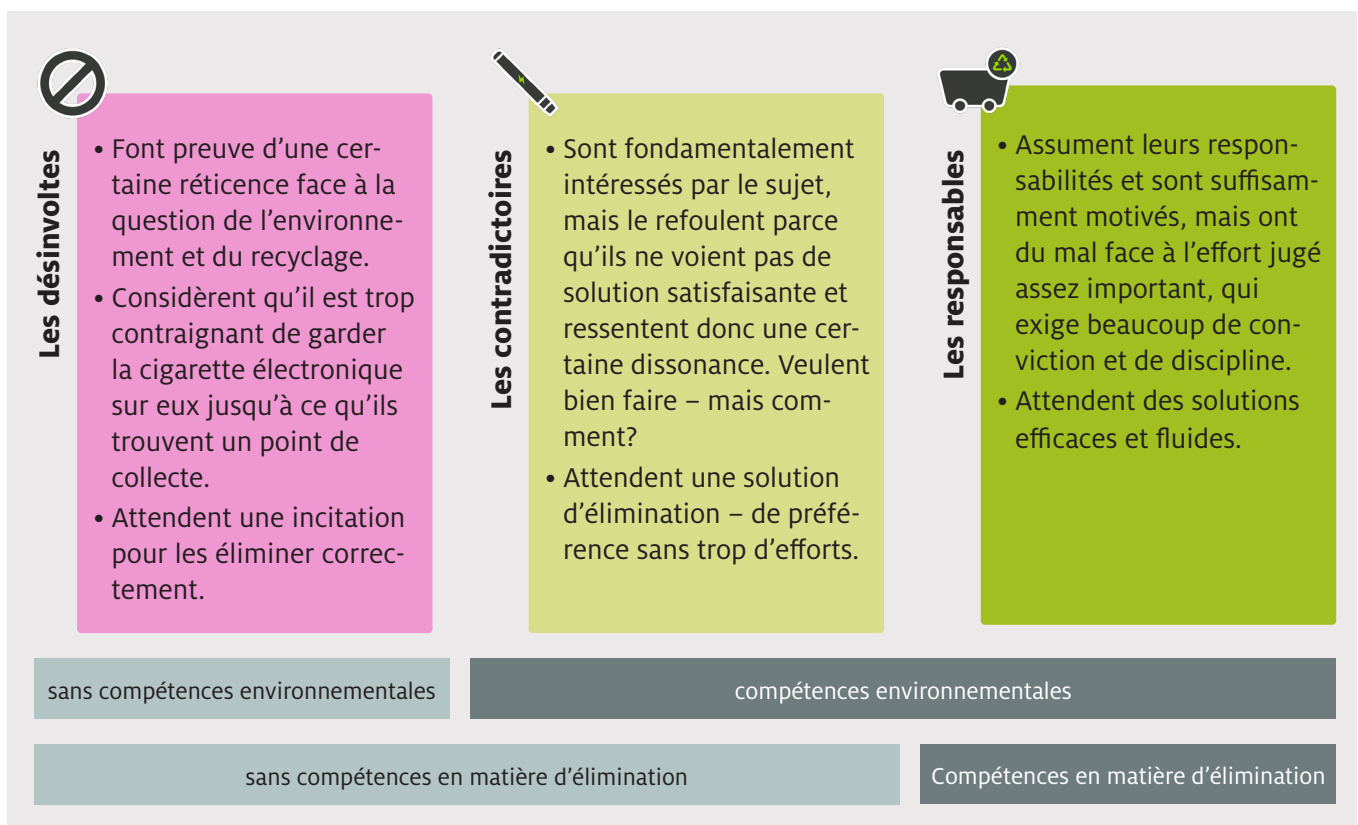 Les désinvoltes
• Font preuve d'une cer-
taine réticence face à la
question de l'environne-
ment et du recyclage.
• Considèrent qu'il est trop
contraignant de garder
la cigarette électronique
sur eux jusqu'à ce qu'ils
trouvent un point de
collecte.
• Attendent une incitation
pour les éliminer correc-
tement.
Les contradictoires
• Sont fondamentalement
intéressés par le sujet,
mais le refoulent parce
qu'ils ne voient pas de
solution satisfaisante et
ressentent donc une cer-
taine dissonance. Veulent
bien faire – mais com-
ment?
• Attendent une solution
d'élimination – de préfé-
rence sans trop d'efforts.
Les responsables
• Assument leurs respon-
sabilités et sont suffisam-
ment motivés, mais ont
du mal face à l'effort jugé
assez important, qui
exige beaucoup de con-
viction et de discipline.
• Attendent des solutions
efficaces et fluides.
sans compétences environnementales
compétences environnementales
sans compétences en matière d'élimination
Compétences en matière d'élimination